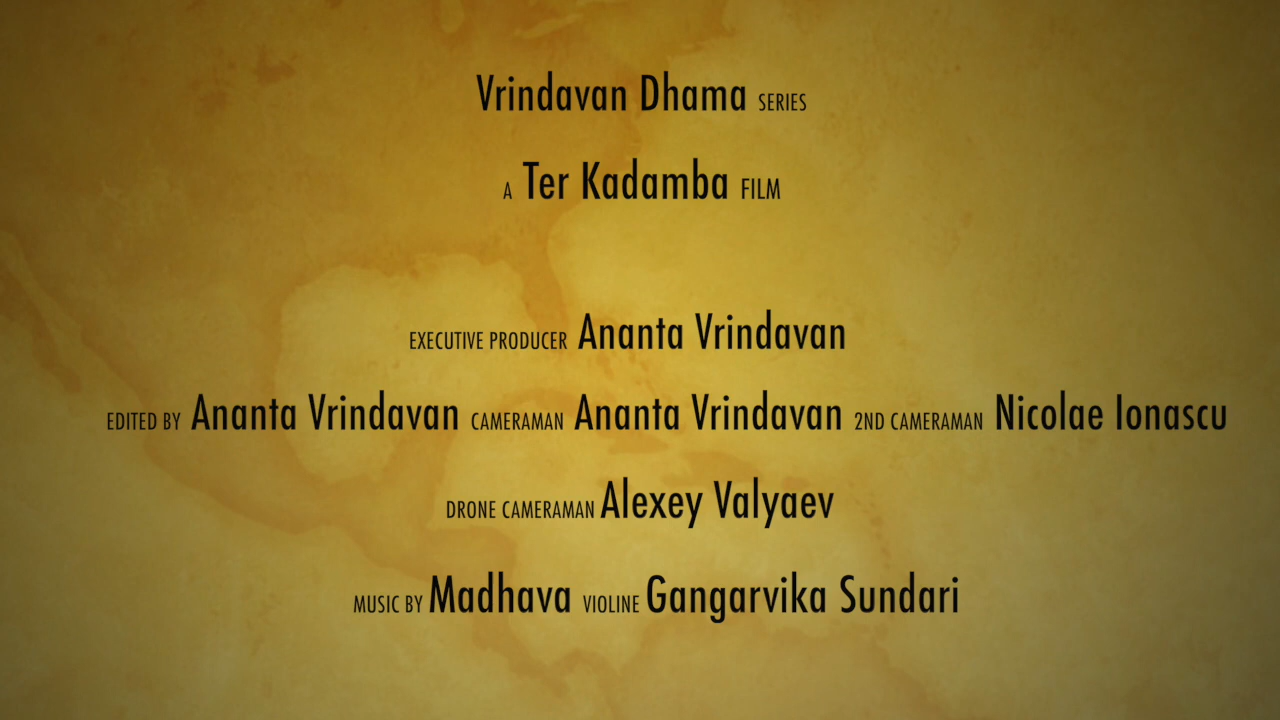 Vrindavan Dhama SERIES
A Ter Kadamba FILM
EXECUTIVE PRODUCER Ananta Vrindavan
EDITED BY Ananta Vrindavan CAMERAMAN Ananta Vrindavan 2ND CAMERAMAN Nicolae Ionascu
DRONE CAMERAMAN Alexey Valyaev
MUSIC BY Madhava VIOLINE Gangarvika Sundari